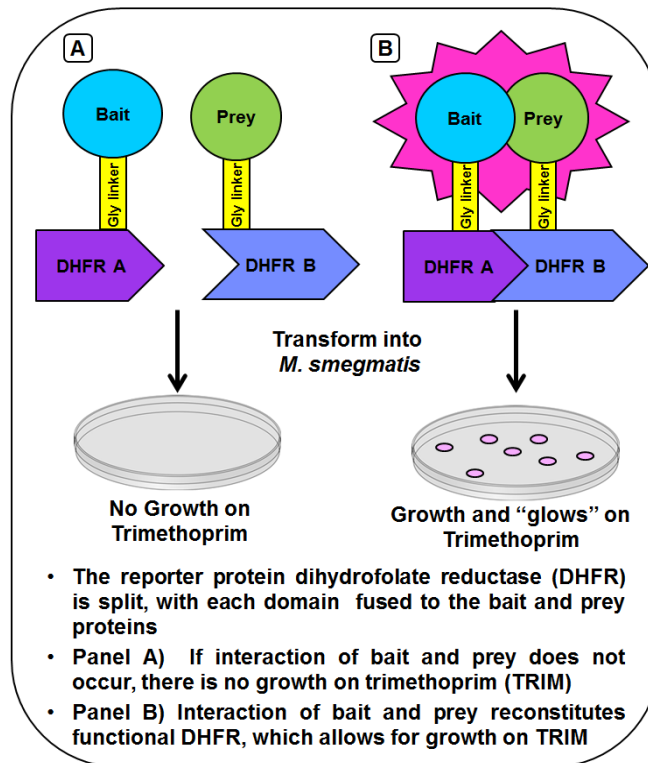 A
B
Bait
Prey
Bait
Prey
Gly linker
Gly linker
Gly linker
Gly linker
DHFR A
DHFR B
DHFR A
DHFR B
Transform into
M. smegmatis
No Growth on
Trimethoprim
Growth and “glows” on
Trimethoprim
• The reporter protein dihydrofolate reductase (DHFR)
is split, with each domain fused to the bait and prey
proteins
• Panel A) If interaction of bait and prey does not
occur, there is no growth on trimethoprim (TRIM)
• Panel B) Interaction of bait and prey reconstitutes
functional DHFR, which allows for growth on TRIM